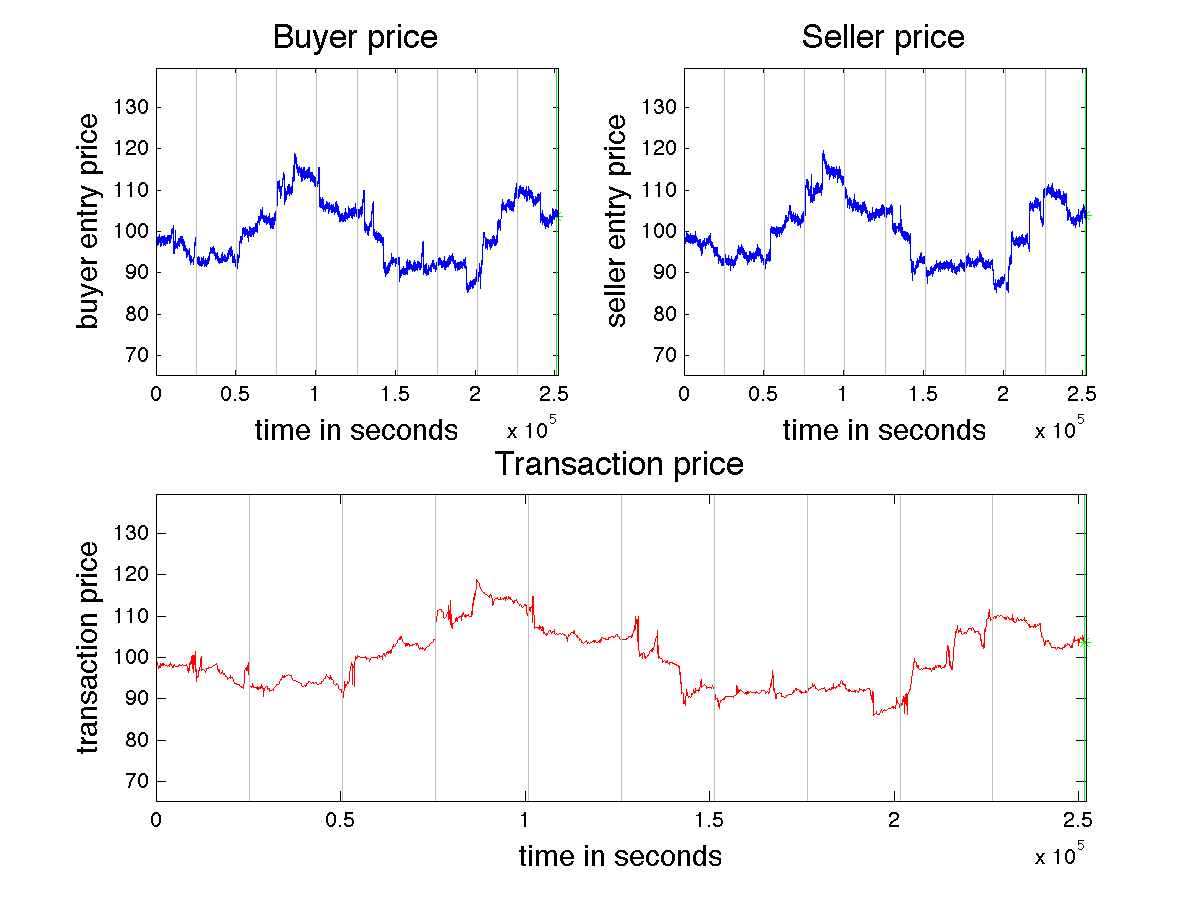 Buyer price
buyer entry price
130
120
110
100
90
80
70
0 0.5 1 1.5 2 2.5
x 10^5
time in seconds
Seller price
seller entry price
130
120
110
100
90
80
70
0 0.5 1 1.5 2 2.5
x 10^5
time in seconds
Transaction price
transaction price
130
120
110
100
90
80
70
0 0.5 1 1.5 2 2.5
x 10^5
time in seconds